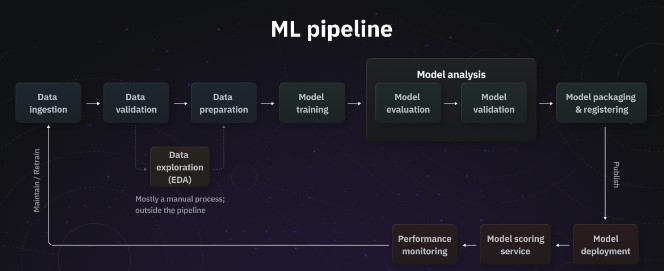 ML pipeline
Model analysis
Data
ingestion
Data
validation
Data
preparation
Model
training
Model
evaluation
Model
validation
Model packaging
& registering
Data
exploration
(EDA)
Mostly a manual process;
outside the pipeline
Maintain / Retrain
Publish
Performance
monitoring
Model scoring
service
Model
deployment